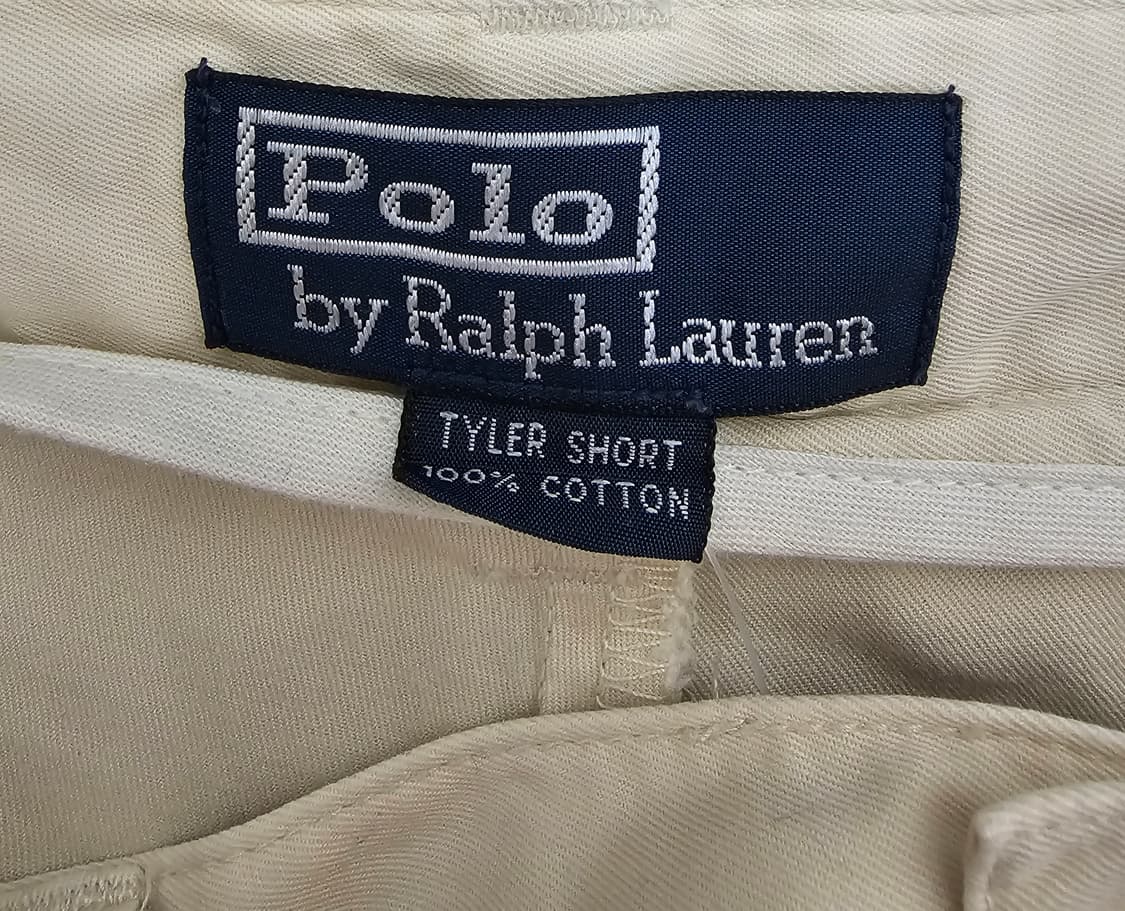 Polo
by Ralph Lauren
TYLER SHORT
100% COTTON